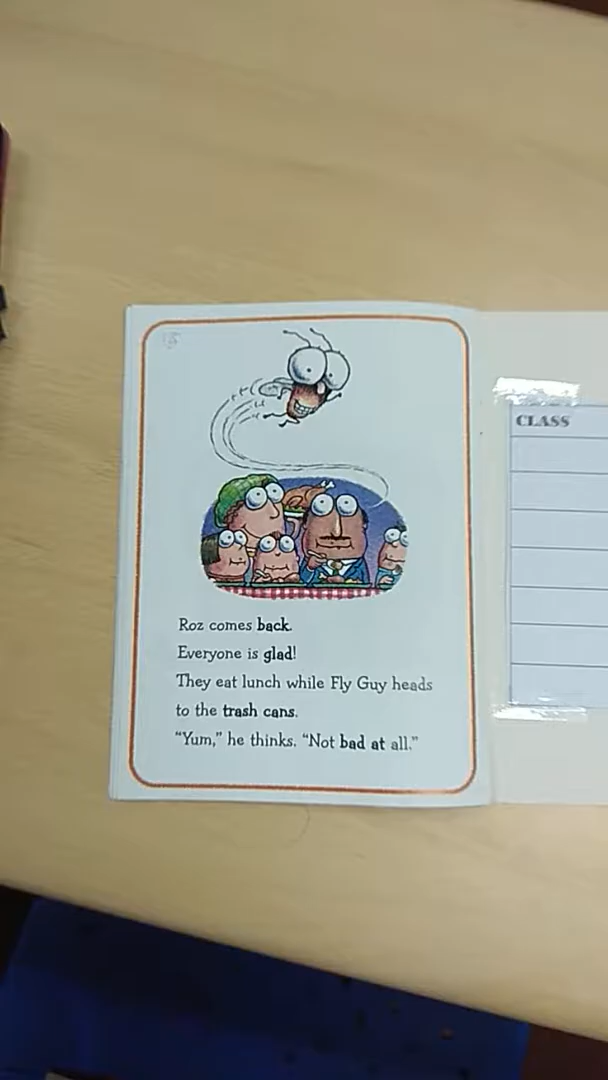 Roz comes back.
Everyone is glad!
They eat lunch while Fly Guy heads
to the trash cans.
“Yum,” he thinks. “Not bad at all.”
CLASS